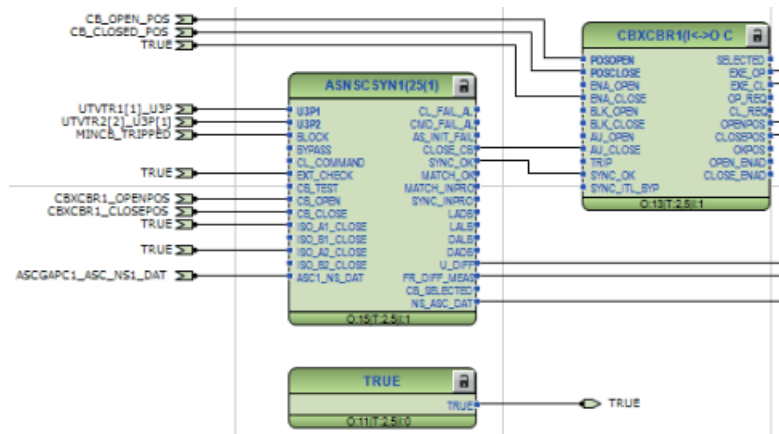 CB_OPEN_POS
CB_CLOSED_POS
TRUE
UTVTR1[1]_U3P
UTVTR2[2]_U3P[1]
MINCB_TRIPPED
TRUE
CBXCBR1_OPENPOS
CBXCBR1_CLOSEPOS
TRUE
TRUE
ASCGAPC1_ASC_NS1_DAT
ASNSCSYN1(25(1)
U3P1 CL_FAIL_AL
U3P2 CMD_FAIL_AL
BLOCK AS_INIT_FAIL
BYPASS CLOSE_CB
CL_COMMAND SYNC_OK
EXT_CHECK MATCH_OK
CB_TEST MATCH_INPRO
CB_OPEN SYNC_INPRO
CB_CLOSE LADB
ISO_A1_CLOSE LALB
ISO_B1_CLOSE DALB
ISO_A2_CLOSE DADB
ISO_B2_CLOSE U_DIFF
ASC1_NS_DAT FR_DIFF_MEAS
CB_SELECTED
NS_ASC_DAT
O:15|T:2.5|I:1
CBXCBR1(I<->O C
POSOPEN SELECTED
POSCLOSE EXE_OP
ENA_OPEN EXE_CL
ENA_CLOSE OP_REQ
BLK_OPEN CL_REQ
BLK_CLOSE OPENPOS
AU_OPEN CLOSEPOS
AU_CLOSE OKPOS
TRIP OPEN_ENAD
SYNC_OK CLOSE_ENAD
SYNC_ITL_BYP
O:13|T:2.5|I:1
TRUE
TRUE
O:11|T:2.5|I:0
TRUE